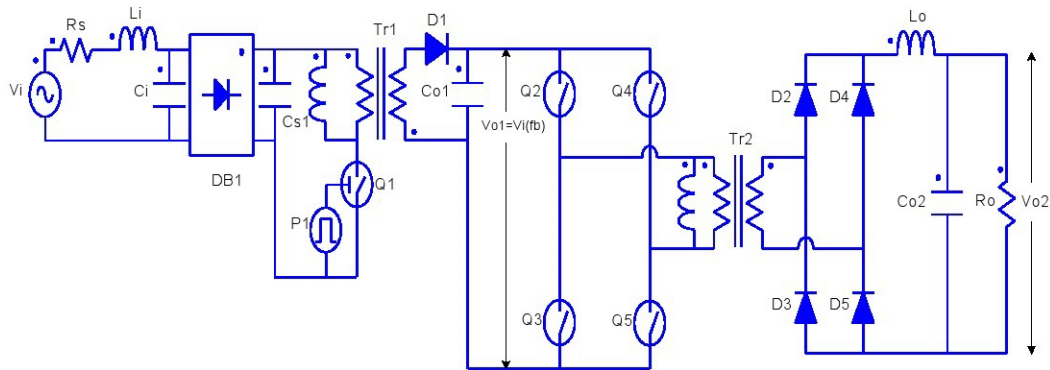 Rs
Li
Tr1
D1
Lo
Vi
Ci
Cs1
Co1
Q2
Q4
D2
D4
Vo1=Vi(fb)
Tr2
DB1
Q1
P1
Co2
Ro
Vo2
Q3
Q5
D3
D5